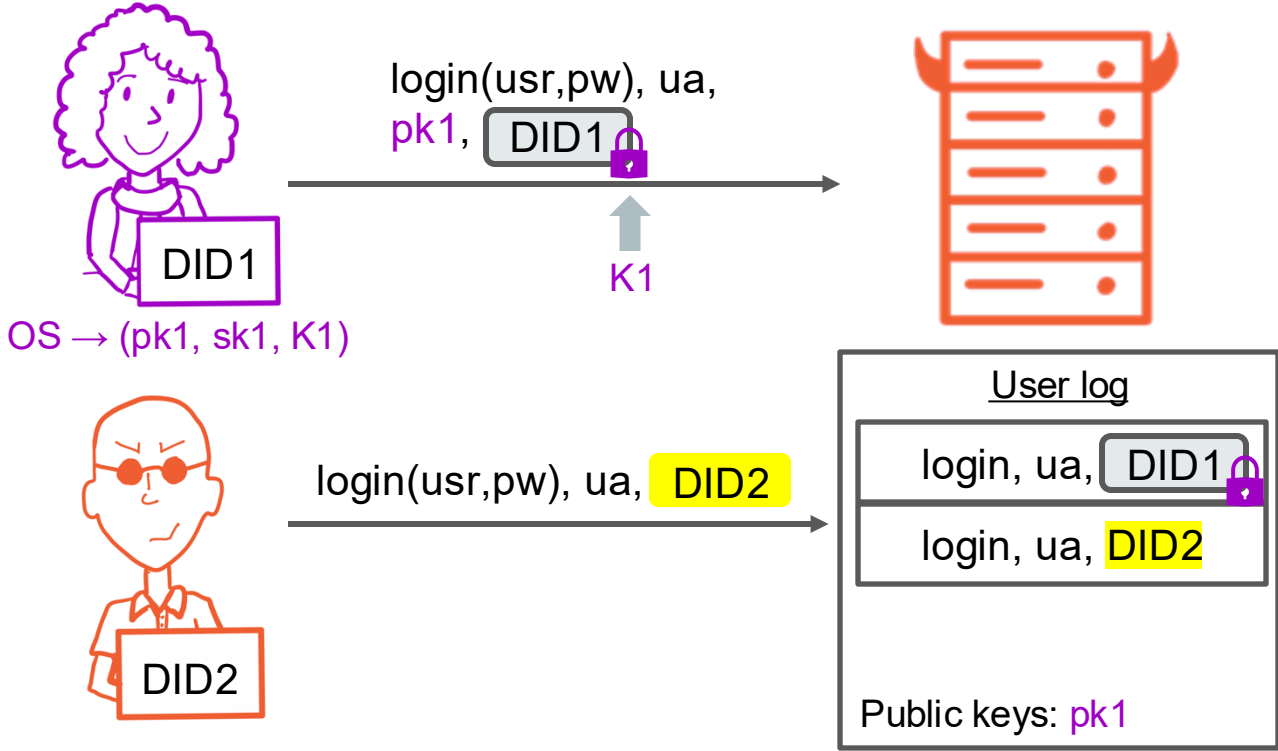 login(usr,pw), ua,
pk1, DID1
DID1
K1
OS → (pk1, sk1, K1)
login(usr,pw), ua, DID2
DID2
User log
login, ua, DID1
login, ua, DID2
Public keys: pk1